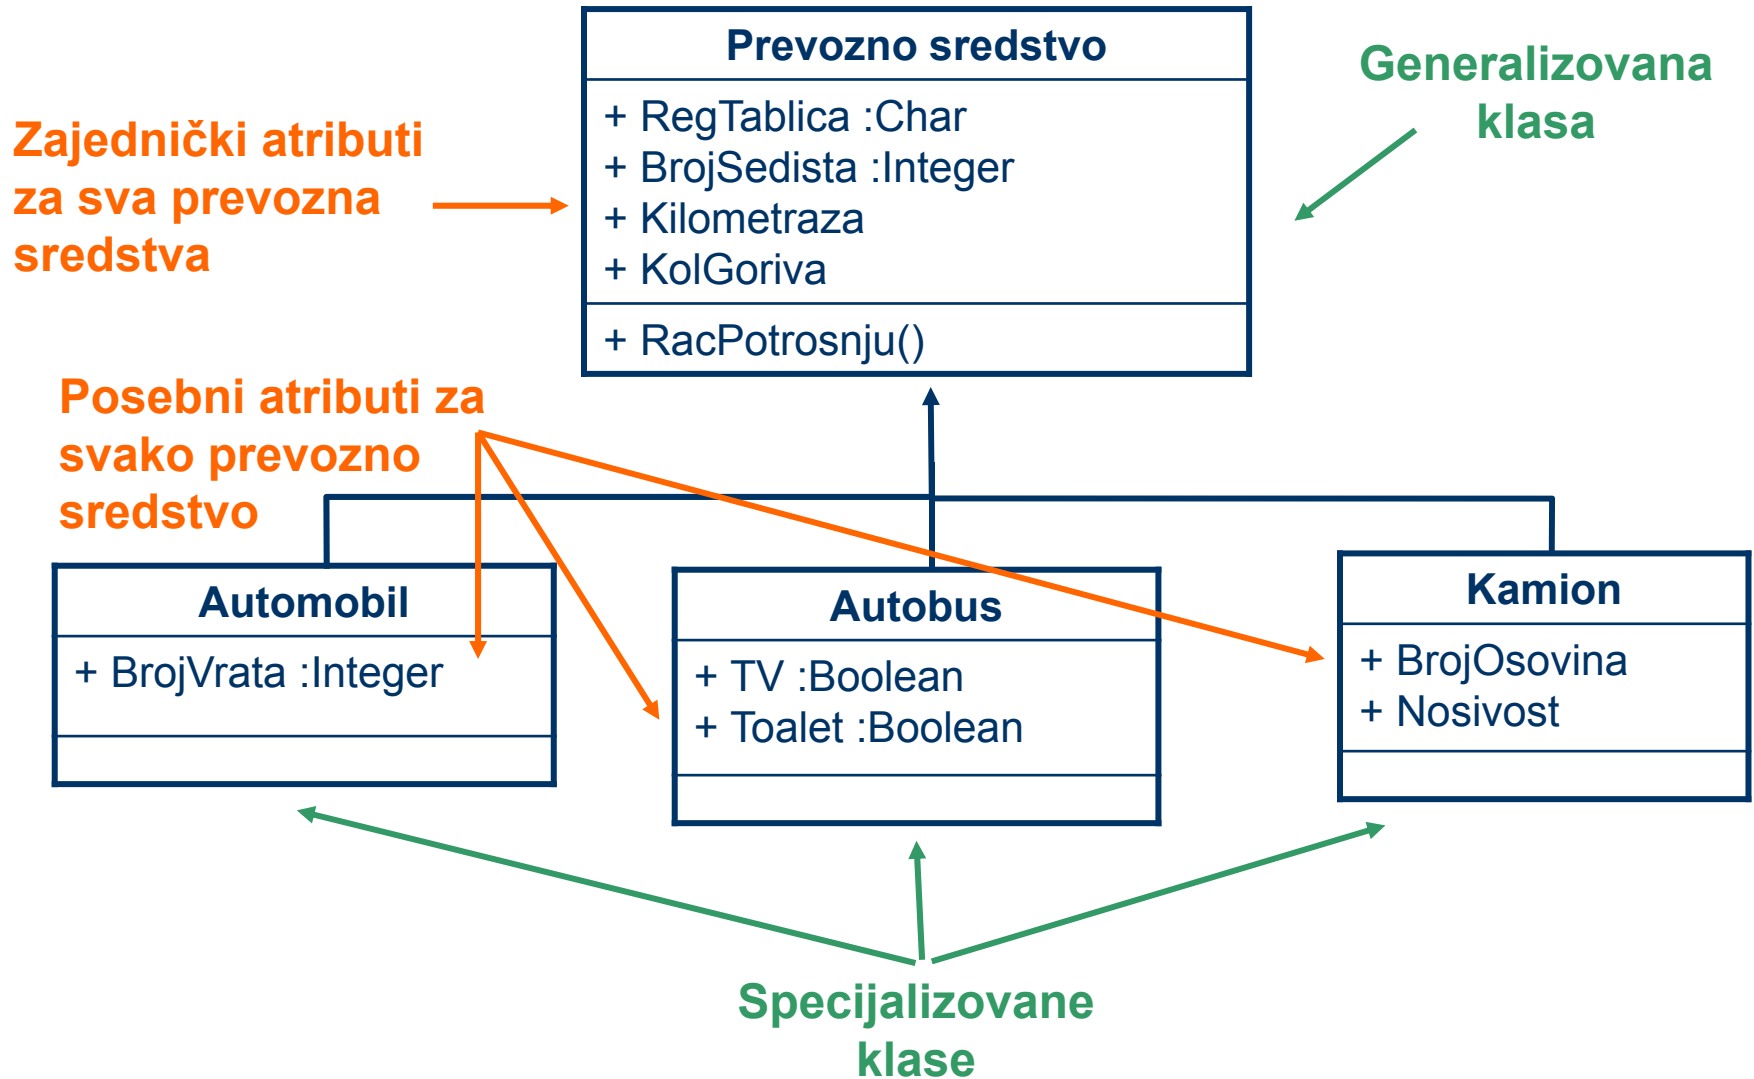 Prevozno sredstvo
+ RegTablica :Char
+ BrojSedista :Integer
+ Kilometraza
+ KolGoriva
+ RacPotrosnju()
Generalizovana
klasa
Zajednički atributi
za sva prevozna
sredstva
Posebni atributi za
svako prevozno
sredstvo
Automobil
+ BrojVrata :Integer
Autobus
+ TV :Boolean
+ Toalet :Boolean
Kamion
+ BrojOsovina
+ Nosivost
Specijalizovane
klase